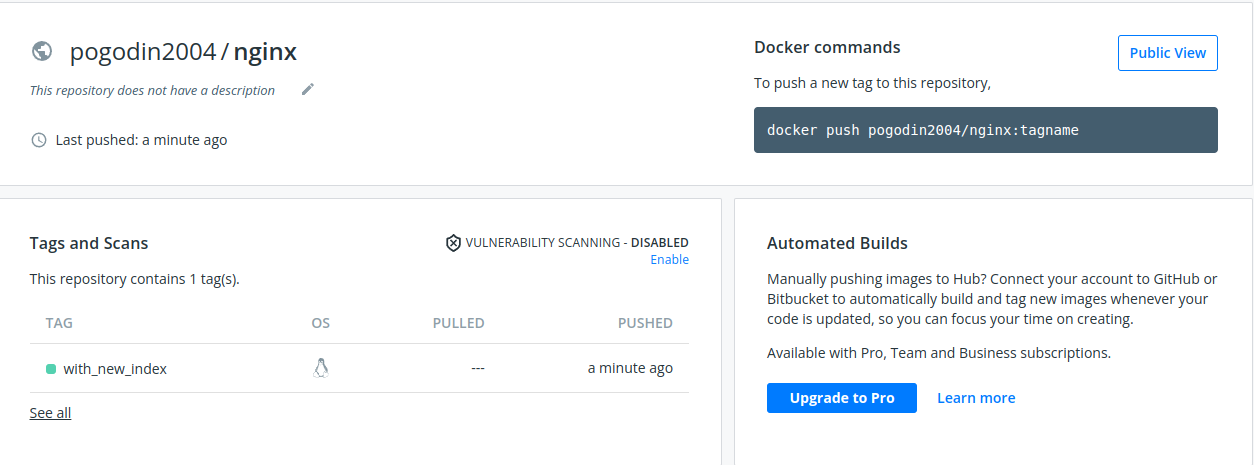 pogodin2004 / nginx
This repository does not have a description
Last pushed: a minute ago
Docker commands
Public View
To push a new tag to this repository,
docker push pogodin2004/nginx:tagname
Tags and Scans
VULNERABILITY SCANNING - DISABLED
Enable
This repository contains 1 tag(s).
TAG OS PULLED PUSHED
with_new_index --- a minute ago
See all
Automated Builds
Manually pushing images to Hub? Connect your account to GitHub or
Bitbucket to automatically build and tag new images whenever your
code is updated, so you can focus your time on creating.
Available with Pro, Team and Business subscriptions.
Upgrade to Pro Learn more